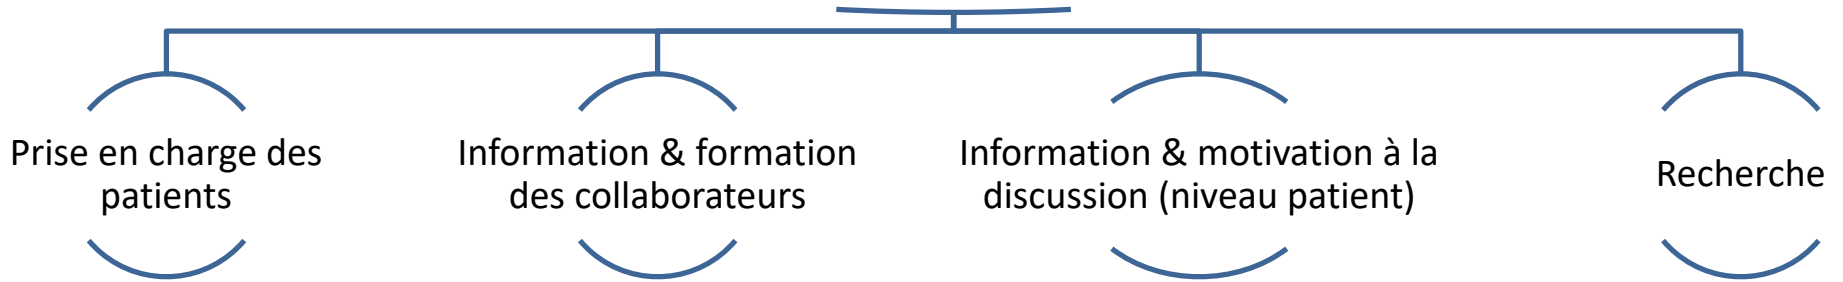 Prise en charge des
patients
Information & formation
des collaborateurs
Information & motivation à la
discussion (niveau patient)
Recherche